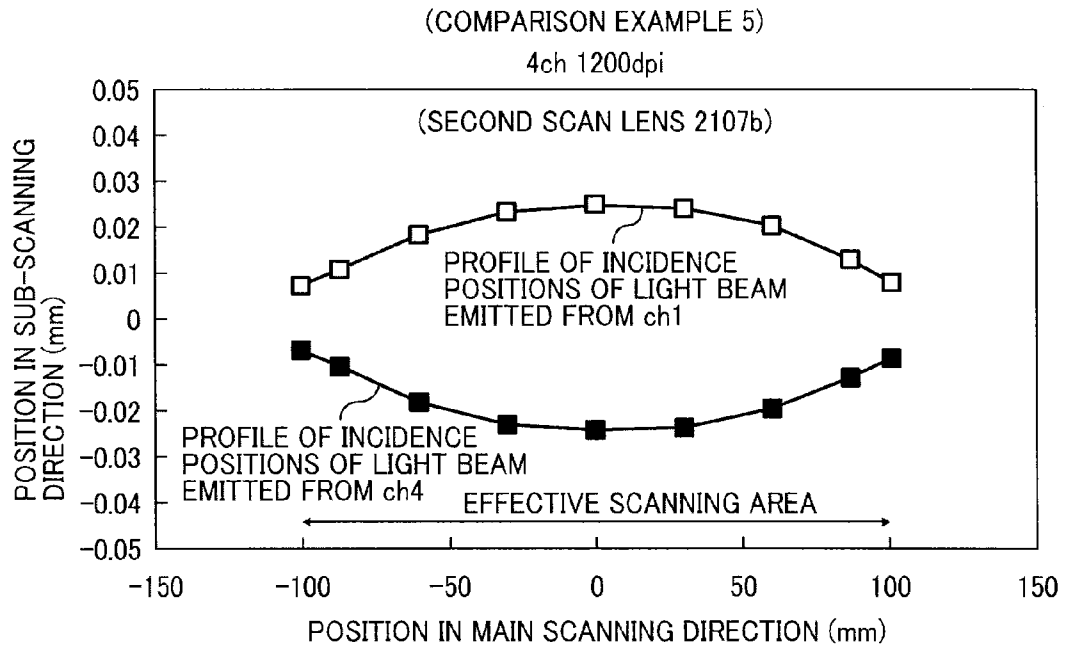 (COMPARISON EXAMPLE 5)
4ch 1200dpi
(SECOND SCAN LENS 2107b)
POSITION IN SUB-SCANNING
DIRECTION (mm)
0.05
0.04
0.03
0.02
0.01
0
-0.01
-0.02
-0.03
-0.04
-0.05
PROFILE OF INCIDENCE
POSITIONS OF LIGHT BEAM
EMITTED FROM ch1
PROFILE OF INCIDENCE
POSITIONS OF LIGHT BEAM
EMITTED FROM ch4
EFFECTIVE SCANNING AREA
-150 -100 -50 0 50 100 150
POSITION IN MAIN SCANNING DIRECTION (mm)